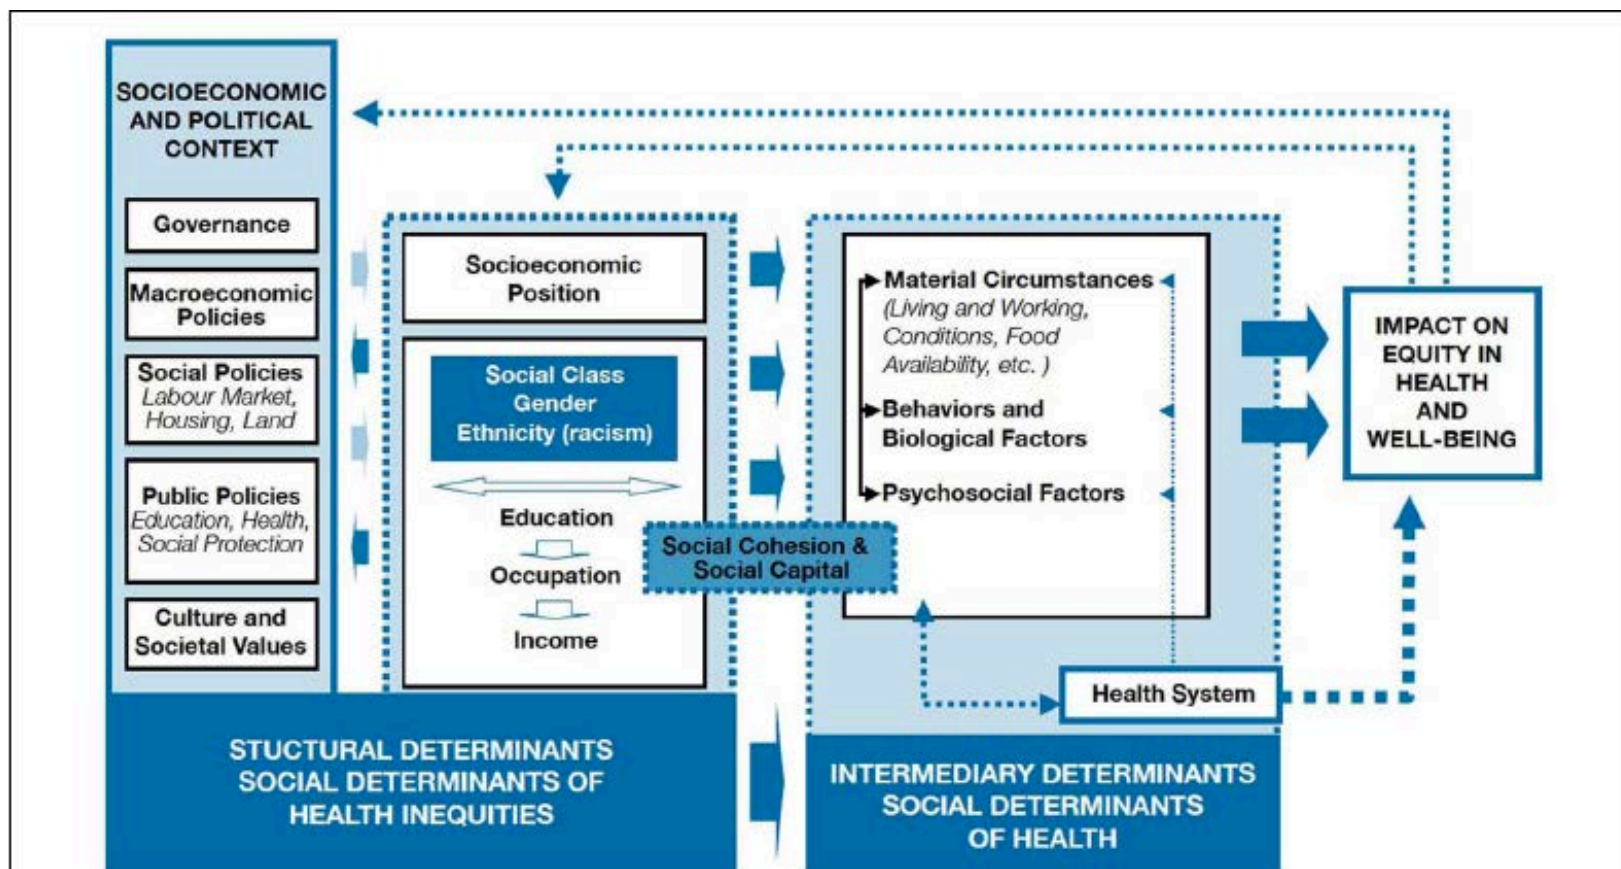 SOCIOECONOMIC
AND POLITICAL
CONTEXT
Governance
Macroeconomic
Policies
Social Policies
Labour Market,
Housing, Land
Public Policies
Education, Health,
Social Protection
Culture and
Societal Values
Socioeconomic
Position
Social Class
Gender
Ethnicity (racism)
Education
Occupation
Income
Social Cohesion &
Social Capital
Material Circumstances
(Living and Working,
Conditions, Food
Availability, etc. )
Behaviors and
Biological Factors
Psychosocial Factors
Health System
IMPACT ON
EQUITY IN
HEALTH
AND
WELL-BEING
STUCTURAL DETERMINANTS
SOCIAL DETERMINANTS OF
HEALTH INEQUITIES
INTERMEDIARY DETERMINANTS
SOCIAL DETERMINANTS
OF HEALTH